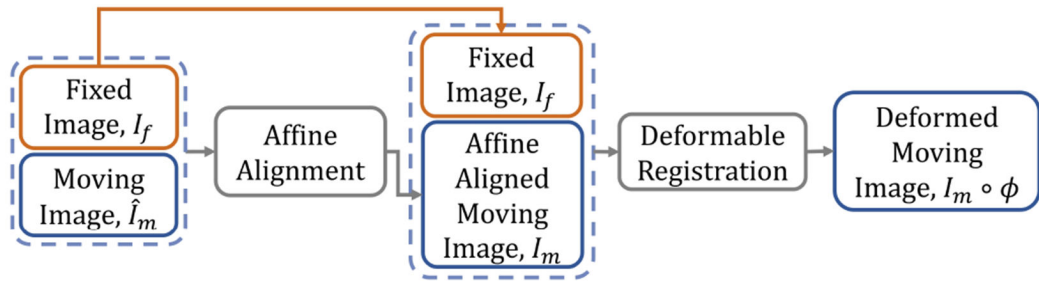 Fixed
Image, I_f
Moving
Image, Î_m
Affine
Alignment
Fixed
Image, I_f
Affine
Aligned
Moving
Image, I_m
Deformable
Registration
Deformed
Moving
Image, I_m ∘ ϕ